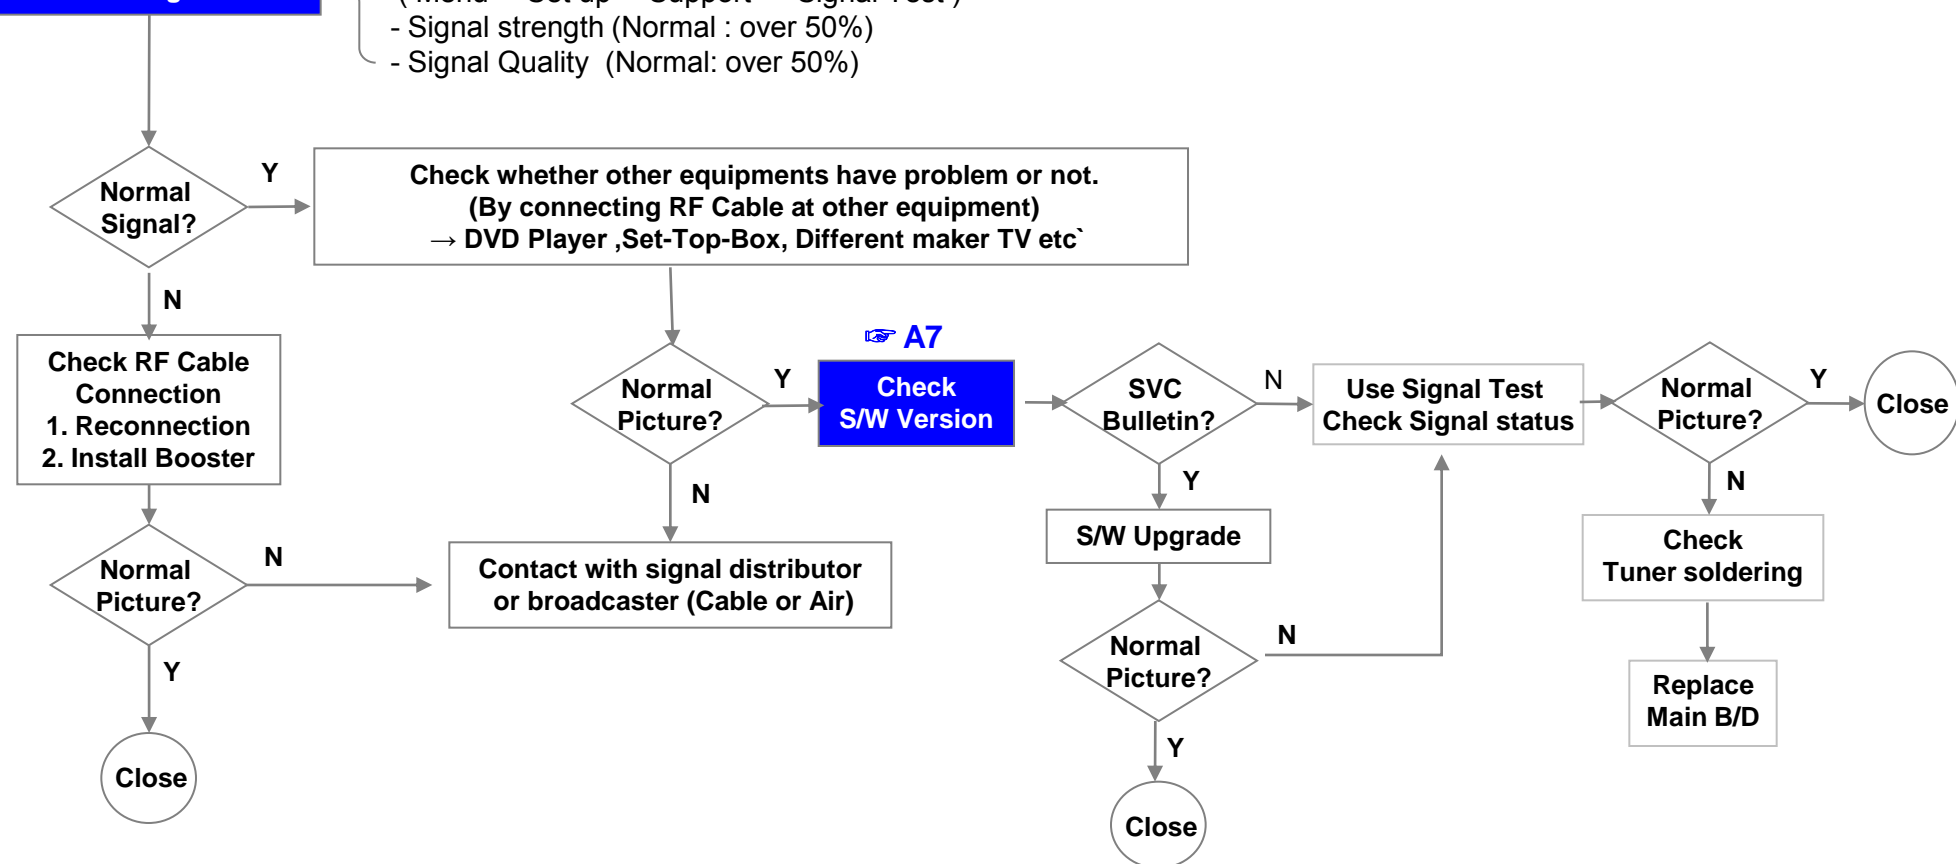 - Signal strength (Normal : over 50%)
- Signal Quality (Normal: over 50%)
Normal
Signal?
Y
Check whether other equipments have problem or not.
(By connecting RF Cable at other equipment)
→ DVD Player ,Set-Top-Box, Different maker TV etc`
N
Check RF Cable
Connection
1. Reconnection
2. Install Booster
Normal
Picture?
Y
☞ A7
Check
S/W Version
SVC
Bulletin?
N
Use Signal Test
Check Signal status
Normal
Picture?
Y
Close
N
Y
N
S/W Upgrade
Check
Tuner soldering
Normal
Picture?
N
Contact with signal distributor
or broadcaster (Cable or Air)
Normal
Picture?
N
Replace
Main B/D
Y
Close
Y
Close